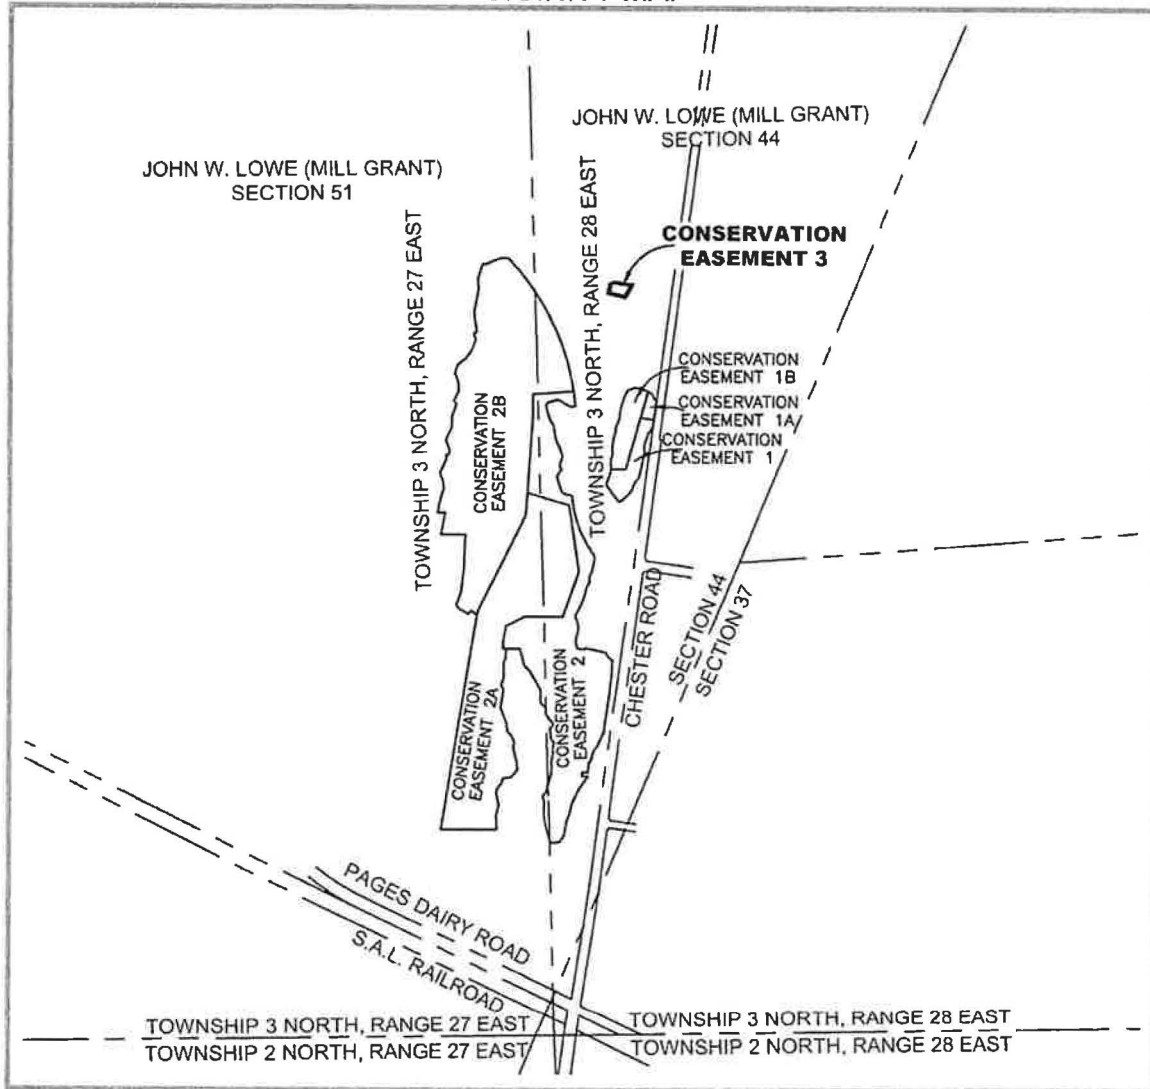 JOHN W. LOWE (MILL GRANT)
SECTION 44
JOHN W. LOWE (MILL GRANT)
SECTION 51
TOWNSHIP 3 NORTH, RANGE 27 EAST
TOWNSHIP 3 NORTH, RANGE 28 EAST
CONSERVATION
EASEMENT 3
CONSERVATION
EASEMENT 1B
CONSERVATION
EASEMENT 1A
CONSERVATION
EASEMENT 1
CONSERVATION
EASEMENT 2B
CHESTER ROAD
SECTION 44
SECTION 37
CONSERVATION
EASEMENT 2
CONSERVATION
EASEMENT 2A
PAGES DAIRY ROAD
S.A.L. RAILROAD
TOWNSHIP 3 NORTH, RANGE 27 EAST
TOWNSHIP 3 NORTH, RANGE 28 EAST
TOWNSHIP 2 NORTH, RANGE 27 EAST
TOWNSHIP 2 NORTH, RANGE 28 EAST